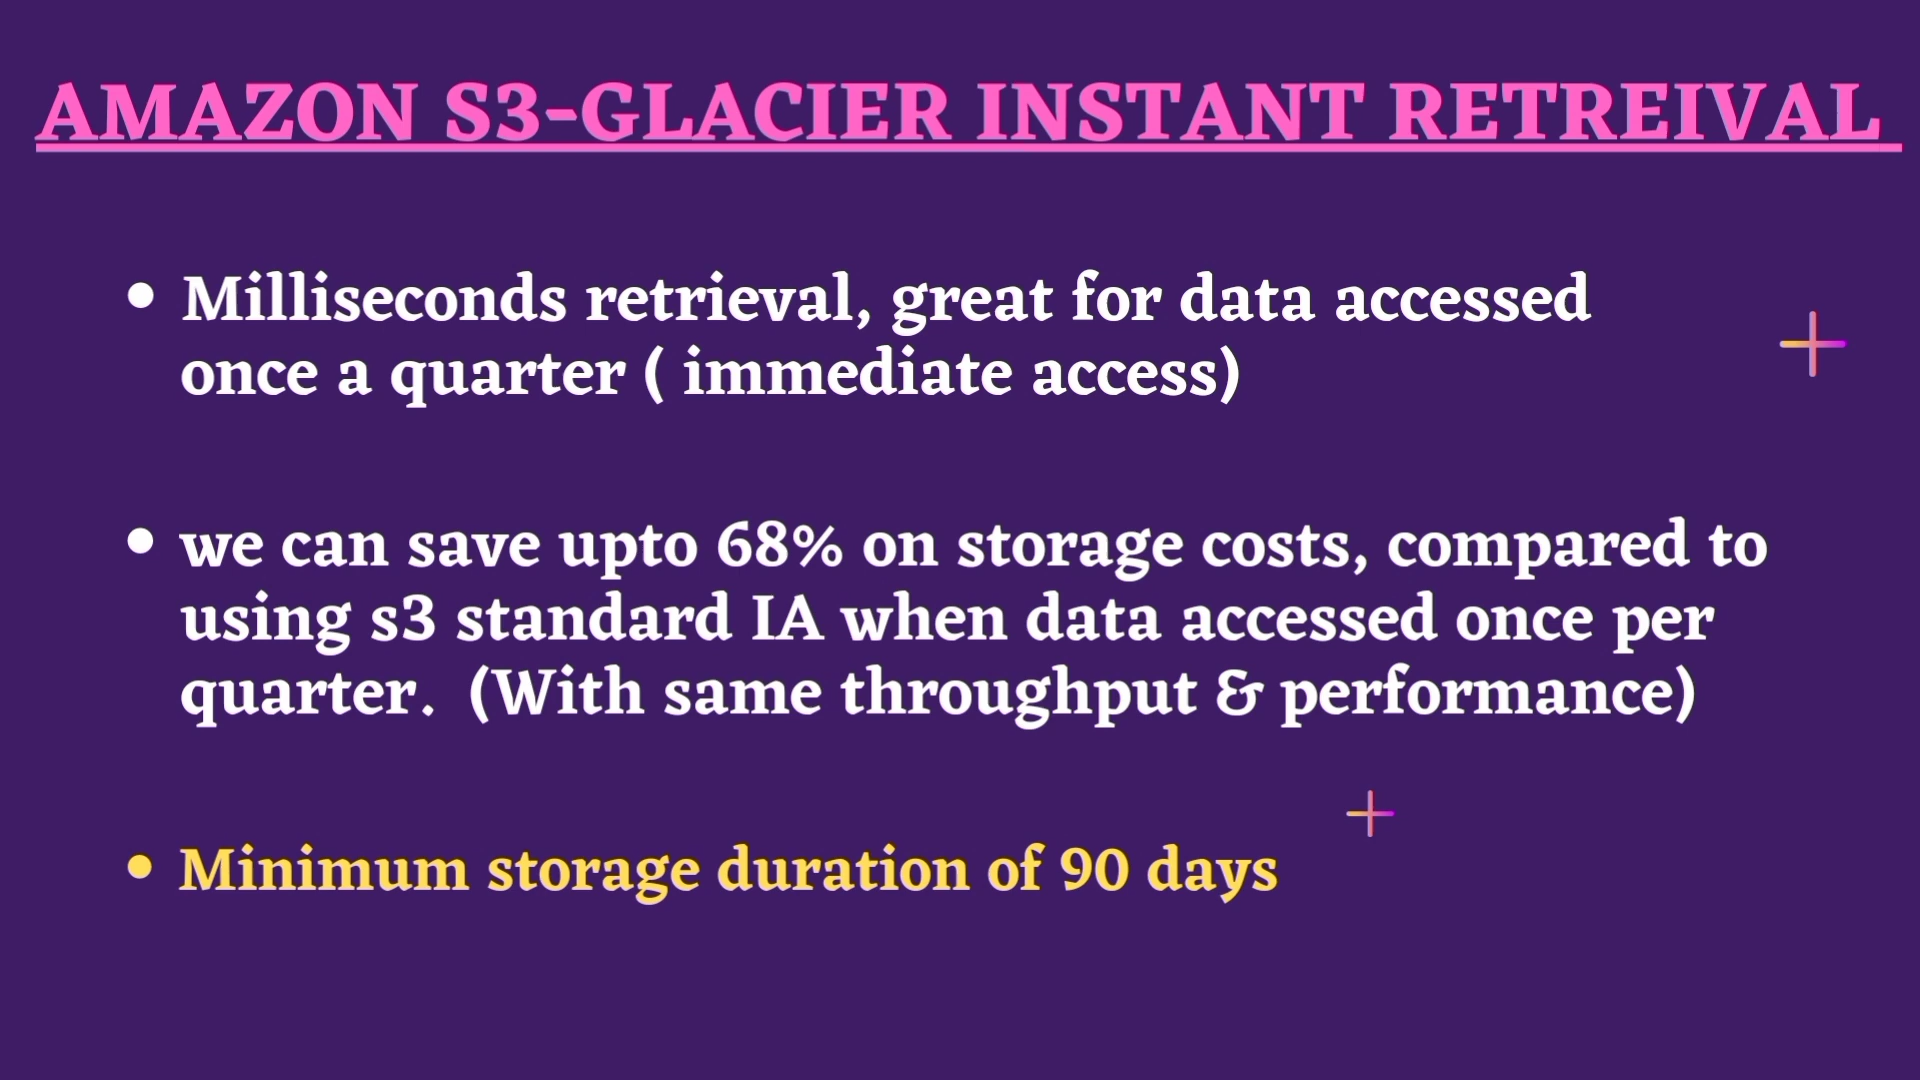 AMAZON S3-GLACIER INSTANT RETREIVAL
• Milliseconds retrieval, great for data accessed
once a quarter ( immediate access)
• we can save upto 68% on storage costs, compared to
using s3 standard IA when data accessed once per
quarter.  (With same throughput & performance)
• Minimum storage duration of 90 days